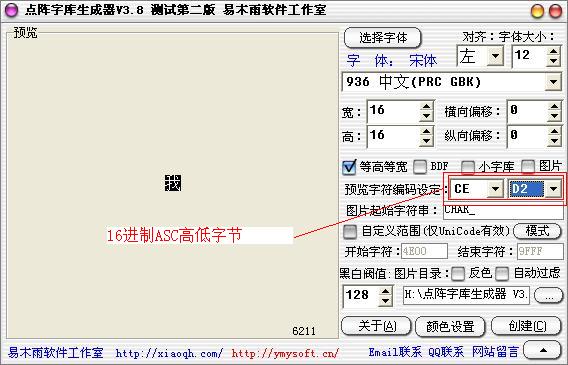 点阵字库生成器V3.8 测试第二版 易木雨软件工作室
预览
选择字体
对齐: 字体大小:
字 体: 宋体
左
12
936 中文(PRC GBK)
宽: 16 横向偏移: 0
高: 16 纵向偏移: 0
等高等宽 BDF 小字库 图片
预览字符编码设定: CE D2
图片起始字符串: CHAR_
我
16进制ASC高低字节
自定义范围(仅UniCode有效) 模式
开始字符: 4E00 结束字符: 9FFF
黑白阀值: 图片目录: 反色 自动过虑
128 H:\点阵字库生成器 V3. ...
6211
关于(A) 颜色设置 创建(C)
易木雨软件工作室 http://xiaoqh.com/ http://ymysoft.cn/ Email联系 QQ联系 网站留言